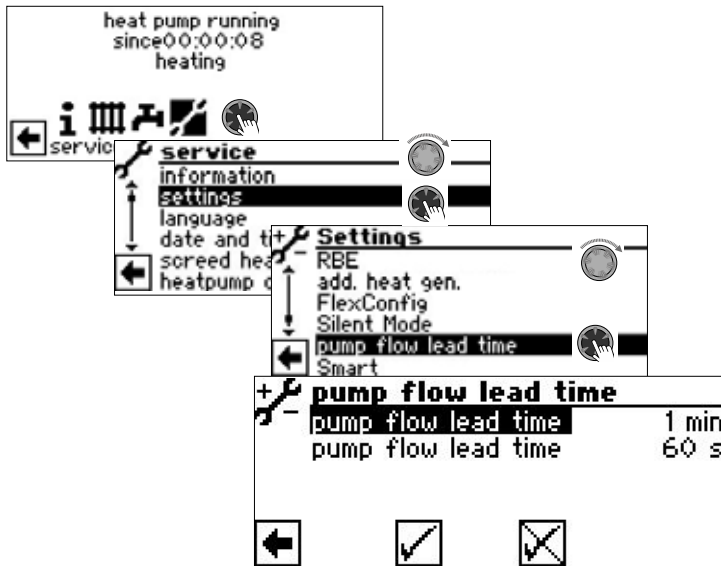 heat pump running
since00:00:08
heating
service
information
settings
language
date and
screed
heatpump
Settings
RBE
add. heat gen.
FlexConfig
Silent Mode
pump flow lead time
Smart
pump flow lead time
pump flow lead time 1 min
pump flow lead time 60 s